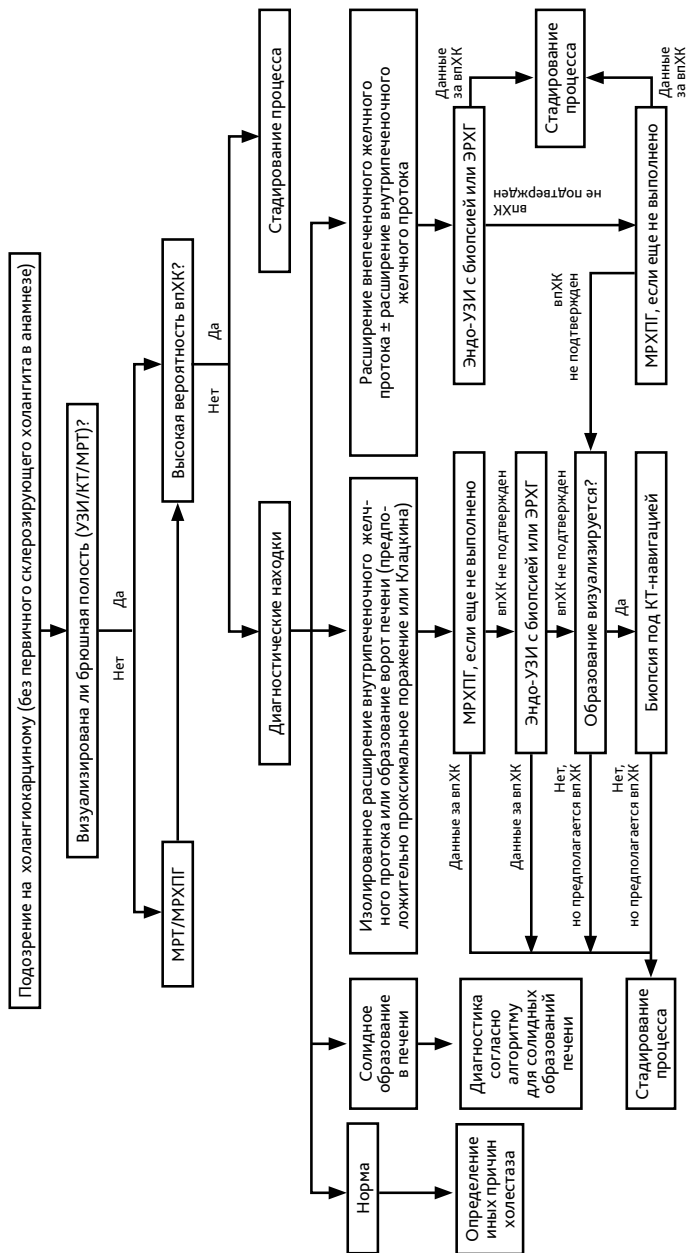 Подозрение на холангиокарциному (без первичного склерозирующего холангита в анамнезе)
Визуализирована ли брюшная полость (УЗИ/КТ/МРТ)?
Нет
Да
МРТ/МРХПГ
Высокая вероятность впХК?
Нет
Да
Диагностические находки
Стадирование процесса
Норма
Определение
иных причин
холестаза
Солидное
образование
в печени
Диагностика
согласно
алгоритму
для солидных
образований
печени
Изолированное расширение внутрипеченочного желч-
ного протока или образование ворот печени (предпо-
ложительно проксимальное поражение или Клацкина)
МРХПГ, если еще не выполнено
Данные за впХК
впХК не подтвержден
Эндо-УЗИ с биопсией или ЭРХГ
Данные за впХК
впХК не подтвержден
Образование визуализируется?
Нет,
но предполагается впХК
Да
Биопсия под КТ-навигацией
Нет,
но предполагается впХК
Стадирование
процесса
Расширение внепеченочного желчного
протока ± расширение внутрипеченочного
желчного протока
Эндо-УЗИ с биопсией или ЭРХГ
Данные
за впХК
впХК
не подтвержден
Стадирование
процесса
МРХПГ, если еще не выполнено
Данные
за впХК
впХК
не подтвержден